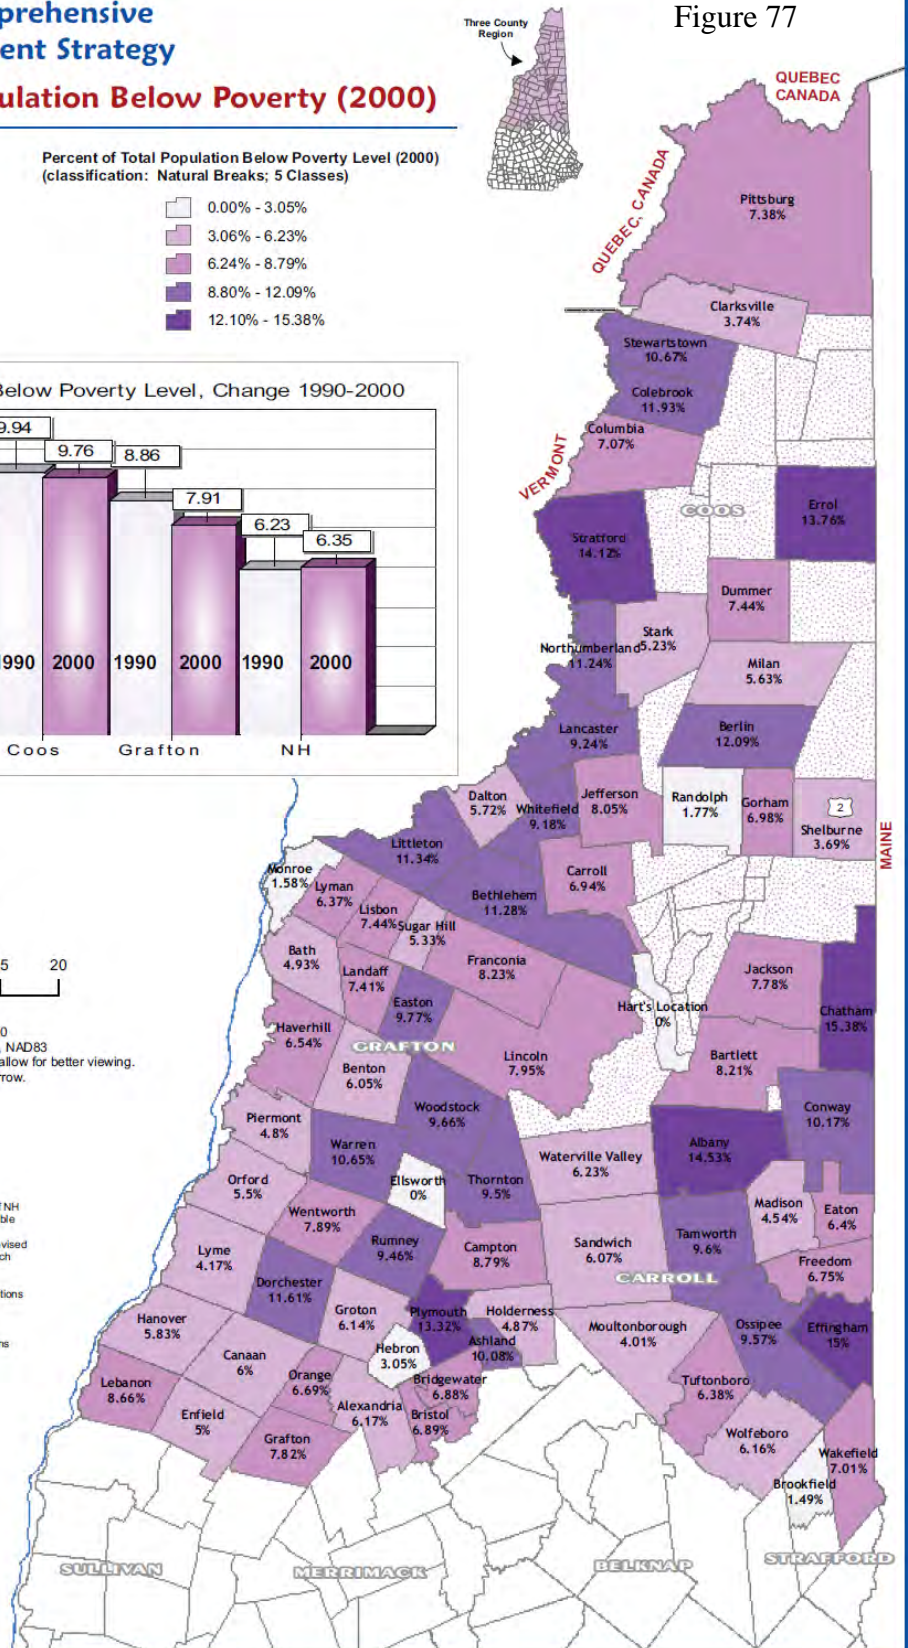 Figure 77
prehensive
ent Strategy
ulation Below Poverty (2000)
Three County
Region
Percent of Total Population Below Poverty Level (2000)
(classification: Natural Breaks; 5 Classes)
0.00% - 3.05%
3.06% - 6.23%
6.24% - 8.79%
8.80% - 12.09%
12.10% - 15.38%
QUEBEC
CANADA
QUEBEC, CANADA
VERMONT
MAINE
Pittsburg
7.38%
Clarksville
3.74%
Stewartstown
10.67%
Colebrook
11.93%
Columbia
7.07%
COOS
Errol
13.76%
Stratford
14.12%
Dummer
7.44%
Northumberland
11.24%
Stark
5.23%
Milan
5.63%
Lancaster
9.24%
Berlin
12.09%
Below Poverty Level, Change 1990-2000
9.94
9.76
8.86
7.91
6.23
6.35
1990
2000
1990
2000
1990
2000
Coos
Grafton
NH
Dalton
5.72%
Whitefield
9.18%
Jefferson
8.05%
Randolph
1.77%
Gorham
6.98%
2
Shelburne
3.69%
Littleton
11.34%
Monroe
1.58%
Lyman
6.37%
Lisbon
7.44%
Sugar Hill
5.33%
Bethlehem
11.28%
Carroll
6.94%
Bath
4.93%
Landaff
7.41%
Franconia
8.23%
Easton
9.77%
Jackson
7.78%
Chatham
15.38%
Hart's Location
0%
Haverhill
6.54%
GRAFTON
Benton
6.05%
Lincoln
7.95%
Bartlett
8.21%
5
20
0
, NAD83
allow for better viewing.
rrow.
Woodstock
9.66%
Conway
10.17%
Piermont
4.8%
Warren
10.65%
Albany
14.53%
Waterville Valley
6.23%
Orford
5.5%
Ellsworth
0%
Thornton
9.5%
Madison
4.54%
Eaton
6.4%
Wentworth
7.89%
Rumney
9.46%
Campton
8.79%
Sandwich
6.07%
Tamworth
9.6%
Freedom
6.75%
Lyme
4.17%
CARROLL
Dorchester
11.61%
Groton
6.14%
Plymouth
13.32%
Holderness
4.87%
Moultonborough
4.01%
Ossipee
9.57%
Effingham
15%
Hanover
5.83%
Hebron
3.05%
Ashland
10.08%
Canaan
6%
Orange
6.69%
Bridgewater
6.88%
Tuftonboro
6.38%
Lebanon
8.66%
Enfield
5%
Alexandria
6.17%
Bristol
6.89%
Grafton
7.82%
Wolfeboro
6.16%
Wakefield
7.01%
Brookfield
1.49%
f NH
ble
vised
ch
tions
ns
SULLIVAN
MERRIMACK
BELKNAP
STRAFFORD